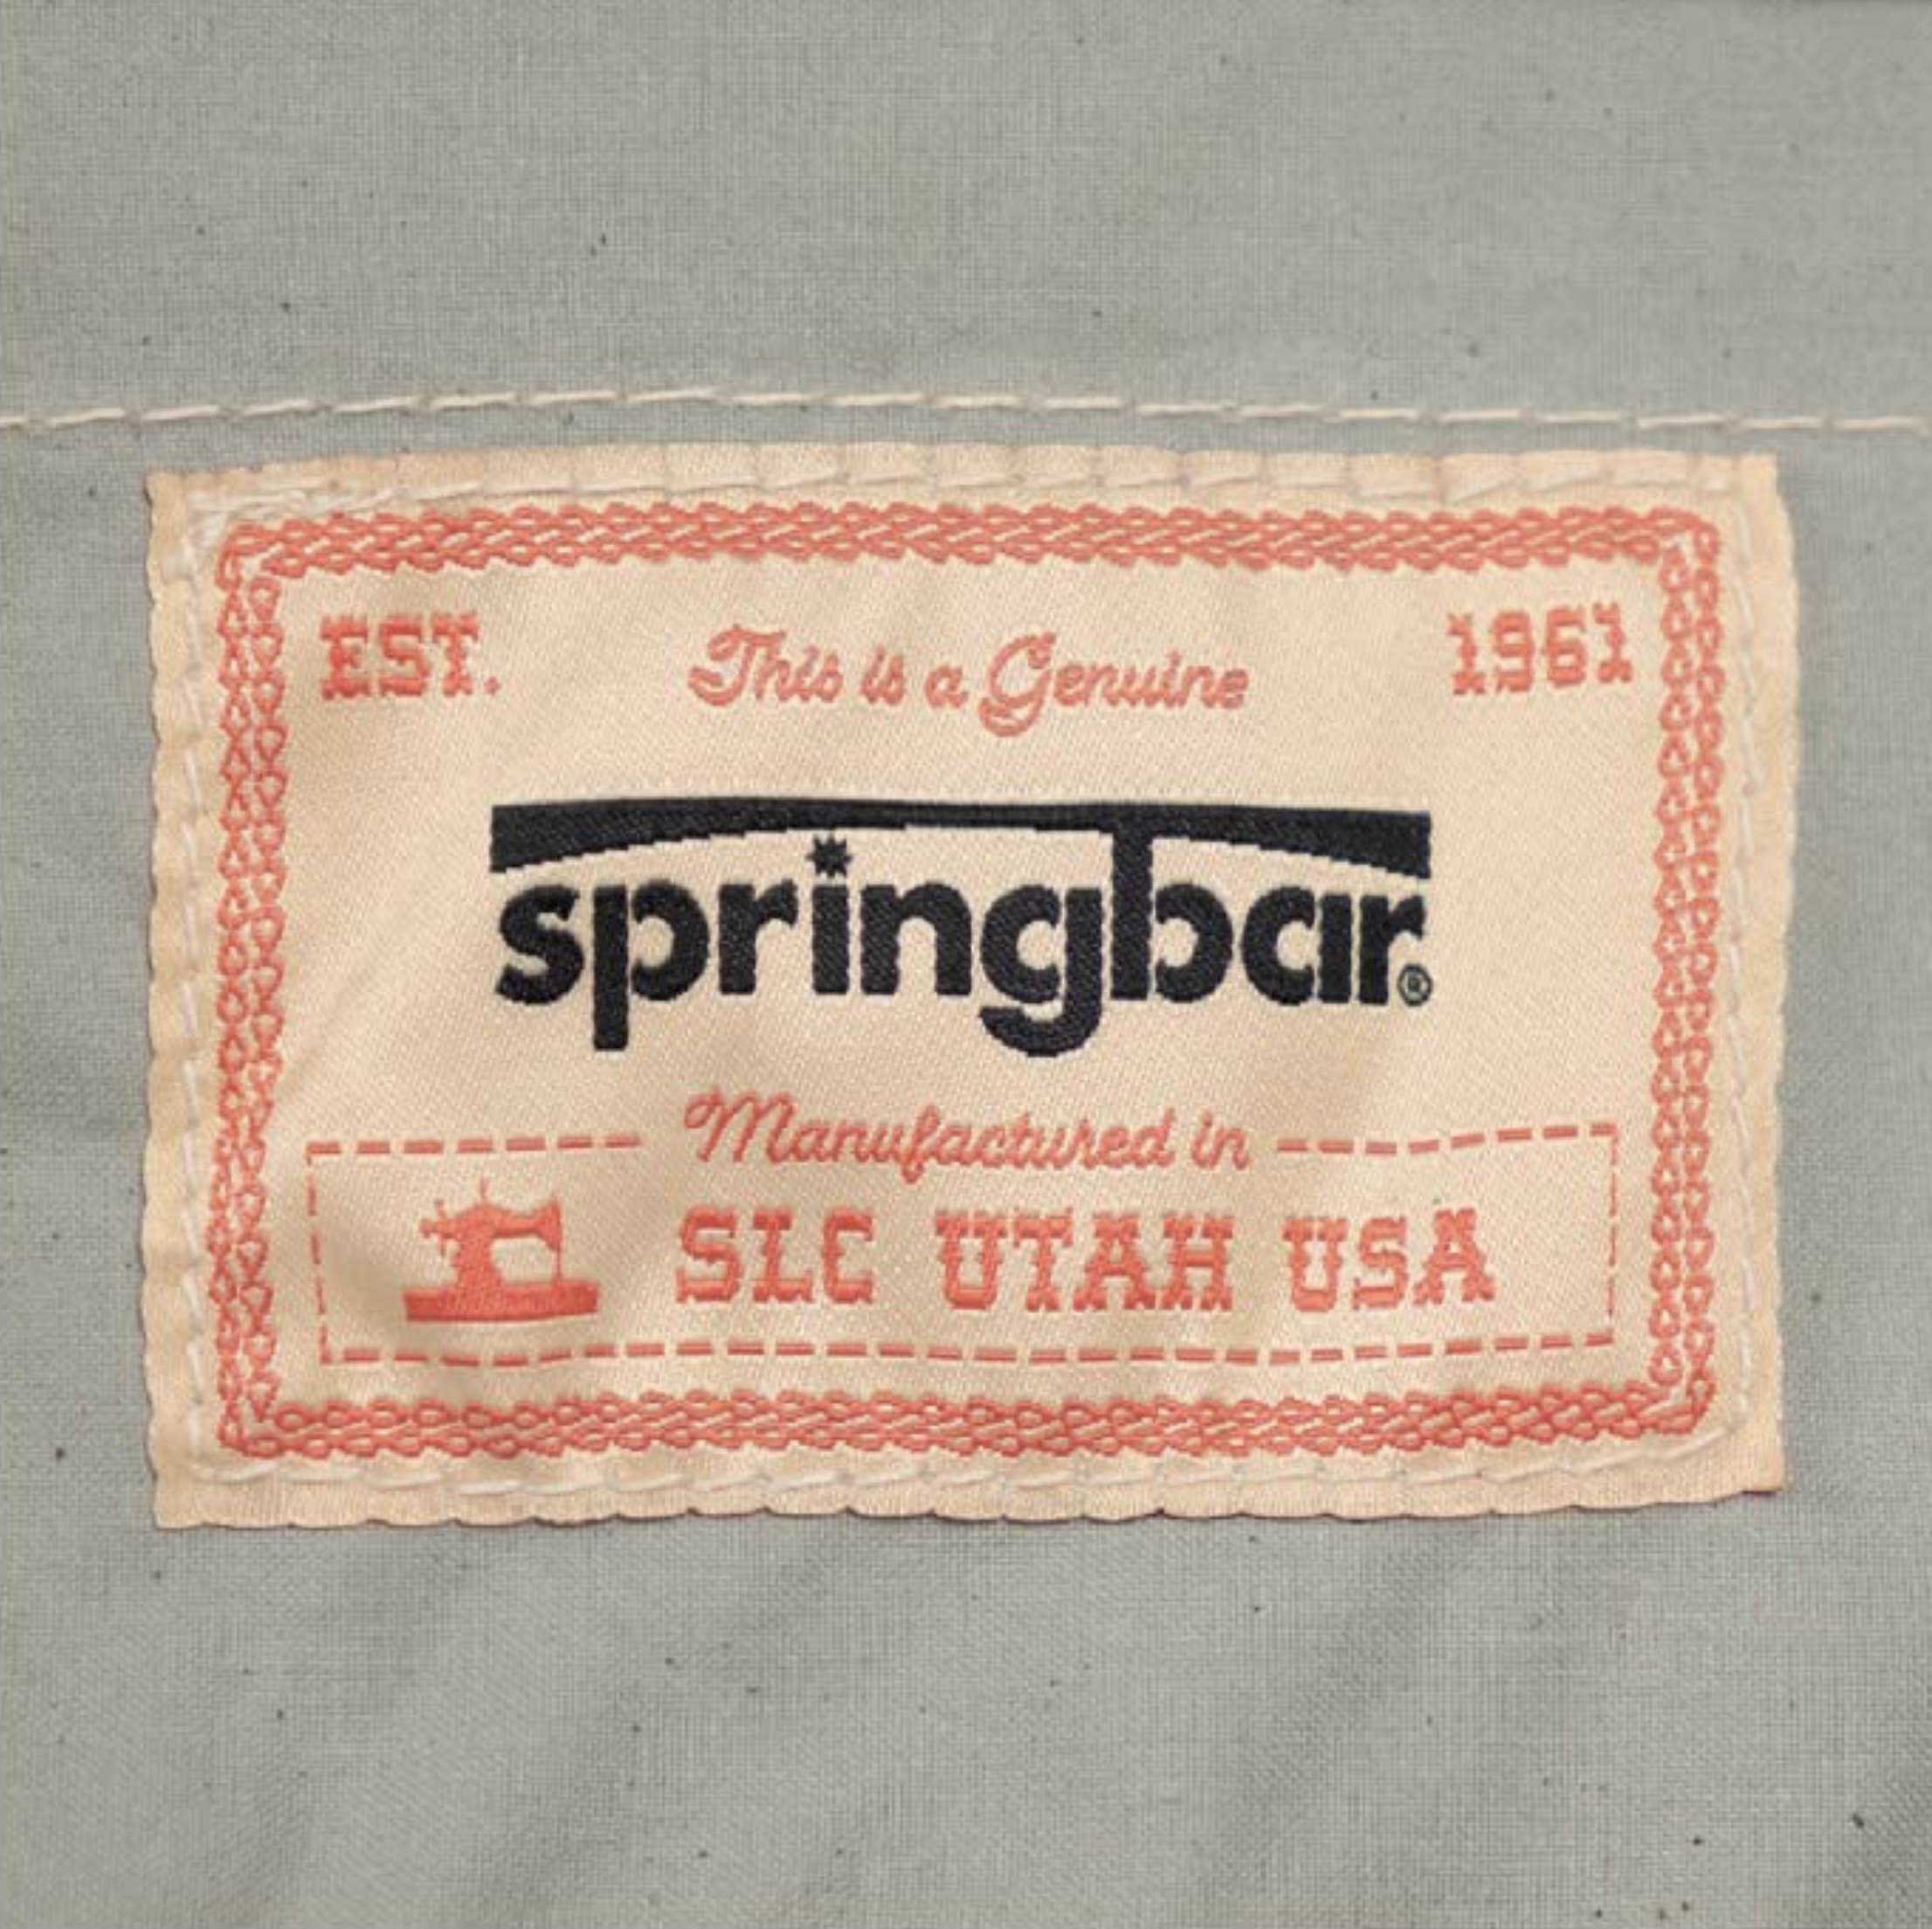 EST. This is a Genuine 1961
springbar®
Manufactured in
SLC UTAH USA